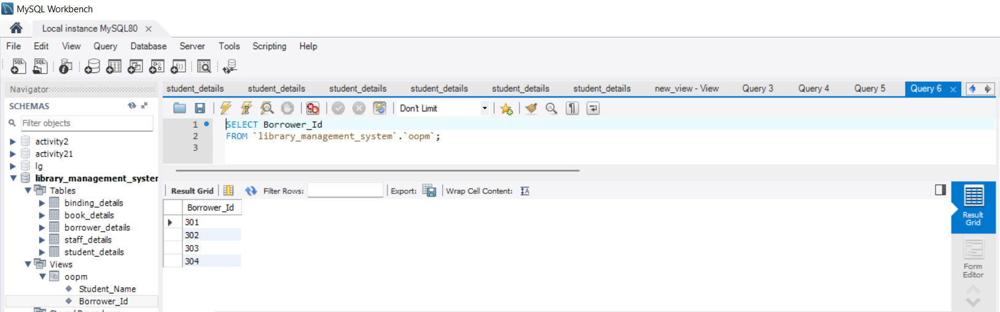 MySQL Workbench
Local instance MySQL80
File Edit View Query Database Server Tools Scripting Help
Navigator
SCHEMAS
Filter objects
activity2
activity21
lg
library_management_system
Tables
binding_details
book_details
borrower_details
staff_details
student_details
Views
oopm
Student_Name
Borrower_Id
student_details student_details student_details student_details student_details student_details new_view - View Query 3 Query 4 Query 5 Query 6
Don't Limit
1 SELECT Borrower_Id
2 FROM `library_management_system`.`oopm`;
3
Result Grid Filter Rows: Export: Wrap Cell Content:
Borrower_Id
301
302
303
304
Result
Grid
Form
Editor